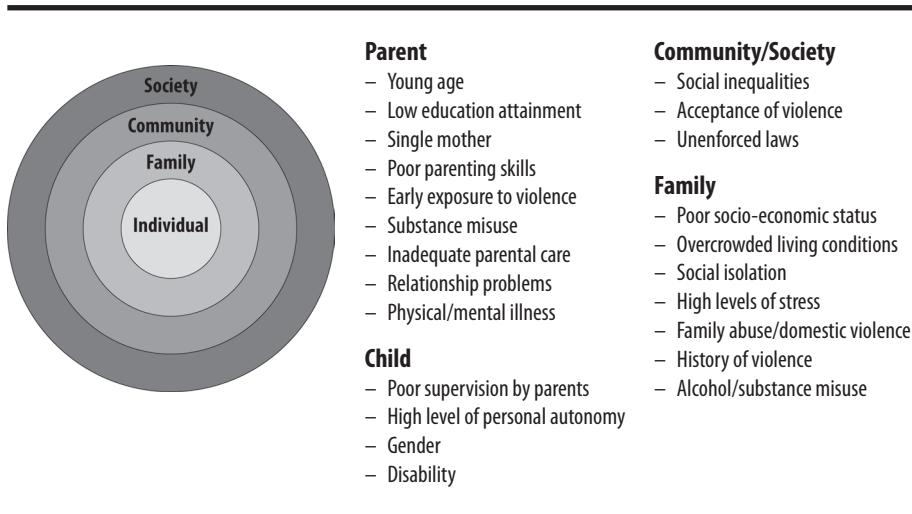 Society
Community
Family
Individual
Parent
– Young age
– Low education attainment
– Single mother
– Poor parenting skills
– Early exposure to violence
– Substance misuse
– Inadequate parental care
– Relationship problems
– Physical/mental illness
Child
– Poor supervision by parents
– High level of personal autonomy
– Gender
– Disability
Community/Society
– Social inequalities
– Acceptance of violence
– Unenforced laws
Family
– Poor socio-economic status
– Overcrowded living conditions
– Social isolation
– High levels of stress
– Family abuse/domestic violence
– History of violence
– Alcohol/substance misuse